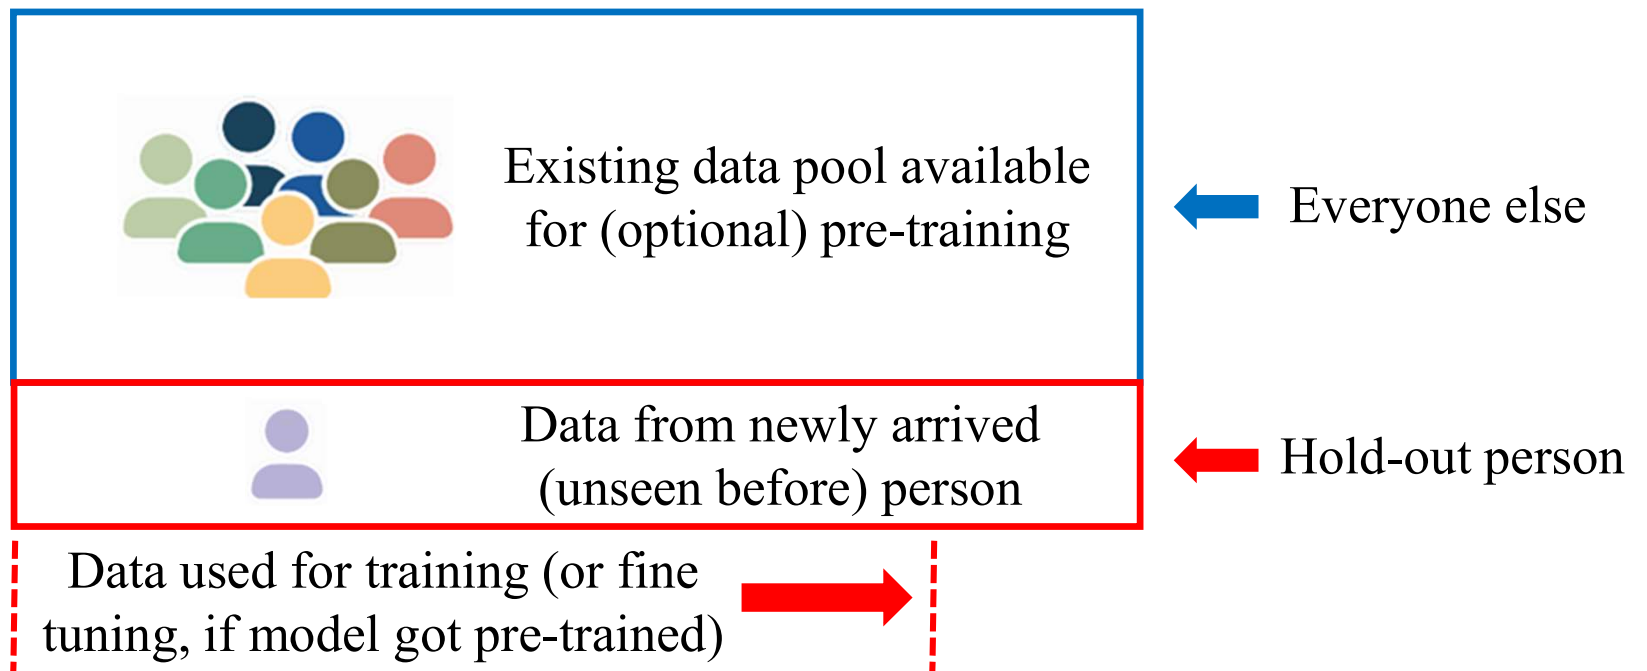 Existing data pool available
for (optional) pre-training
Everyone else
Data from newly arrived
(unseen before) person
Hold-out person
Data used for training (or fine
tuning, if model got pre-trained)